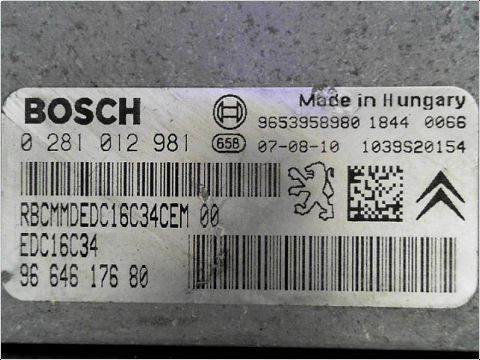 BOSCH
Made in Hungary
9653958980 1844 0066
0 281 012 981
658
07-08-10 1039S20154
RBCMMDEDC16C34CEM 00
EDC16C34
96 646 176 80